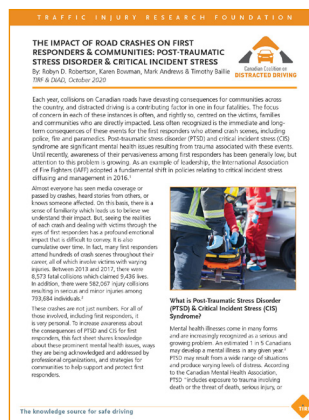 TRAFFIC INJURY RESEARCH FOUNDATION
THE IMPACT OF ROAD CRASHES ON FIRST
RESPONDERS & COMMUNITIES: POST-TRAUMATIC
STRESS DISORDER & CRITICAL INCIDENT STRESS
By: Robyn D. Robertson, Karen Bowman, Mark Andrews & Timothy Baillie
TIRF & DIAD, October 2020
Canadian Coalition on
DISTRACTED DRIVING
Each year, collisions on Canadian roads have devasting consequences for communities across
the country, and distracted driving is a contributing factor in one in four fatalities. The focus
of concern in each of these instances is often, and rightly so, centred on the victims, families
and communities who are directly impacted. Less often recognized is the immediate and long-
term consequences of these events for the first responders who attend crash scenes, including
police, fire and paramedics. Post-traumatic stress disorder (PTSD) and critical incident stress (CIS)
syndrome are significant mental health issues resulting from trauma associated with these events.
Until recently, awareness of their pervasiveness among first responders has been generally low, but
attention to this problem is growing. As an example of leadership, the International Association
of Fire Fighters (IAFF) adopted a fundamental shift in policies relating to critical incident stress
diffusing and management in 2016.¹
Almost everyone has seen media coverage or
passed by crashes, heard stories from others, or
knows someone affected. On this basis, there is a
sense of familiarity which leads us to believe we
understand their impact. But, seeing the realities
of each crash and dealing with victims through the
eyes of first responders has a profound emotional
impact that is difficult to convey. It is also
cumulative over time. In fact, many first responders
attend hundreds of crash scenes throughout their
career, all of which involve victims with varying
injuries. Between 2013 and 2017, there were
8,573 fatal collisions which claimed 9,436 lives.
In addition, there were 582,067 injury collisions
resulting in serious and minor injuries among
793,684 individuals.²
These crashes are not just numbers. For all of
those involved, including first responders, it
is very personal. To increase awareness about
the consequences of PTSD and CIS for first
responders, this fact sheet shares knowledge
about these prominent mental health issues, ways
they are being acknowledged and addressed by
professional organizations, and strategies for
communities to help support and protect first
responders.
What is Post-Traumatic Stress Disorder
(PTSD) & Critical Incident Stress (CIS)
Syndrome?
Mental health illnesses come in many forms
and are increasingly recognized as a serious and
growing problem. An estimated 1 in 5 Canadians
may develop a mental illness in any given year.³
PTSD may result from a wide range of situations
and produce varying levels of distress. According
to the Canadian Mental Health Association,
PTSD "includes exposure to trauma involving
death or the threat of death, serious injury, or
The knowledge source for safe driving